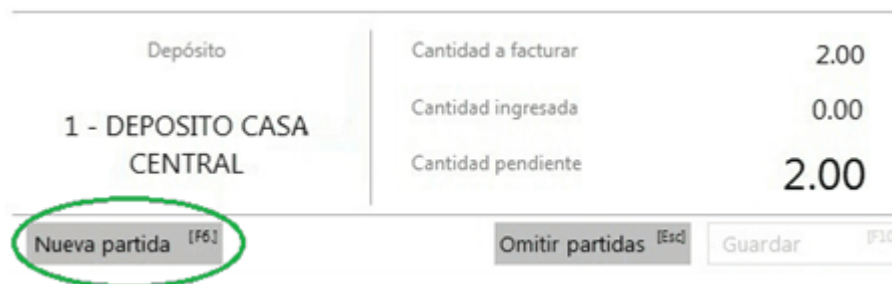 Depósito
1 - DEPOSITO CASA
CENTRAL
Cantidad a facturar 2.00
Cantidad ingresada 0.00
Cantidad pendiente 2.00
Nueva partida [F6] Omitir partidas [Esc] Guardar [F10